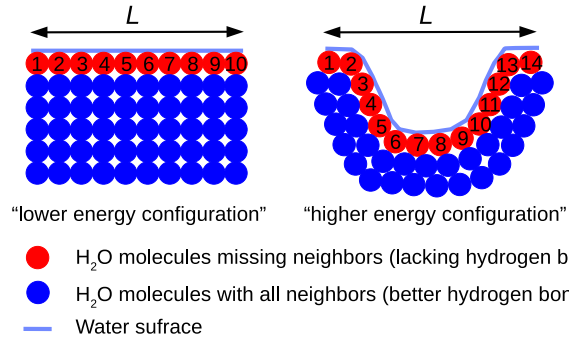 L
L
1 2 3 4 5 6 7 8 9 10
1 2 3 4 5 6 7 8 9 10 11 12 13 14
“lower energy configuration”
“higher energy configuration”
H2O molecules missing neighbors (lacking hydrogen b
H2O molecules with all neighbors (better hydrogen bon
Water sufrace